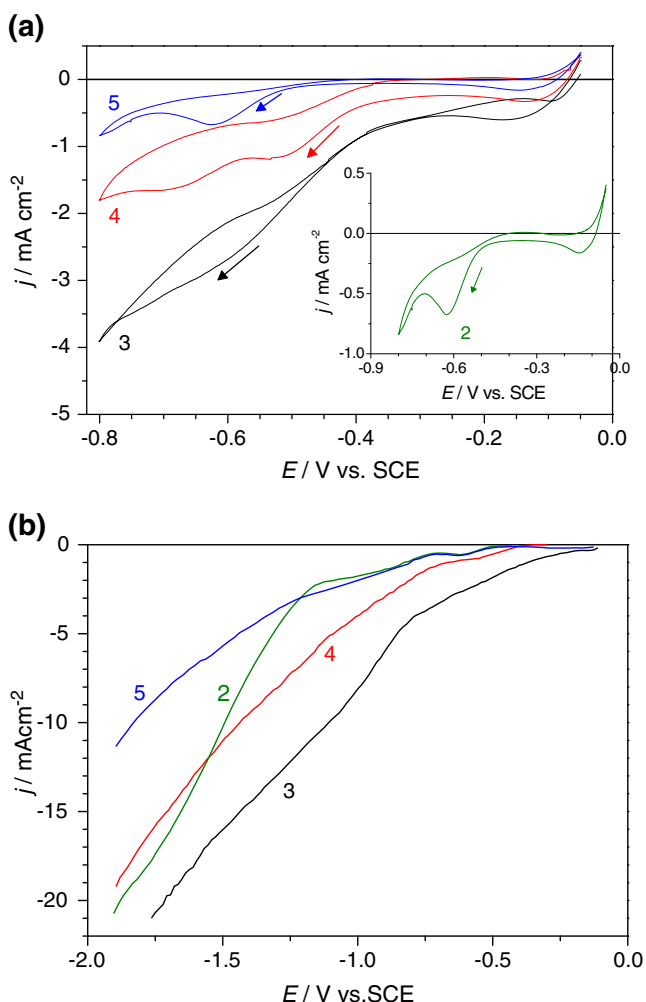 (a)
0
-1
-2
-3
-4
-5
j / mA cm-2
5
4
3
0.5
0.0
-0.5
-1.0
j / mA cm-2
2
-0.9 -0.6 -0.3 0.0
E / V vs. SCE
-0.8 -0.6 -0.4 -0.2 0.0
E / V vs. SCE
(b)
0
-5
-10
-15
-20
j / mAcm-2
5
2
4
3
-2.0 -1.5 -1.0 -0.5 0.0
E / V vs.SCE